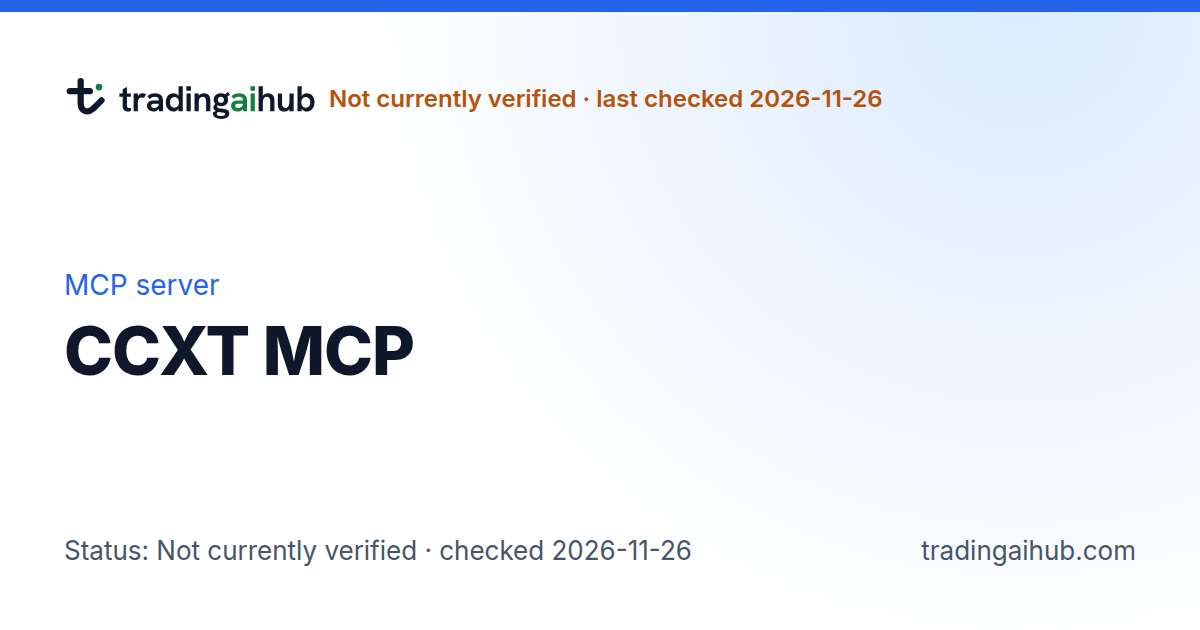 tradingaihub Not currently verified · last checked 2026-11-26
MCP server
CCXT MCP
Status: Not currently verified · checked 2026-11-26
tradingaihub.com